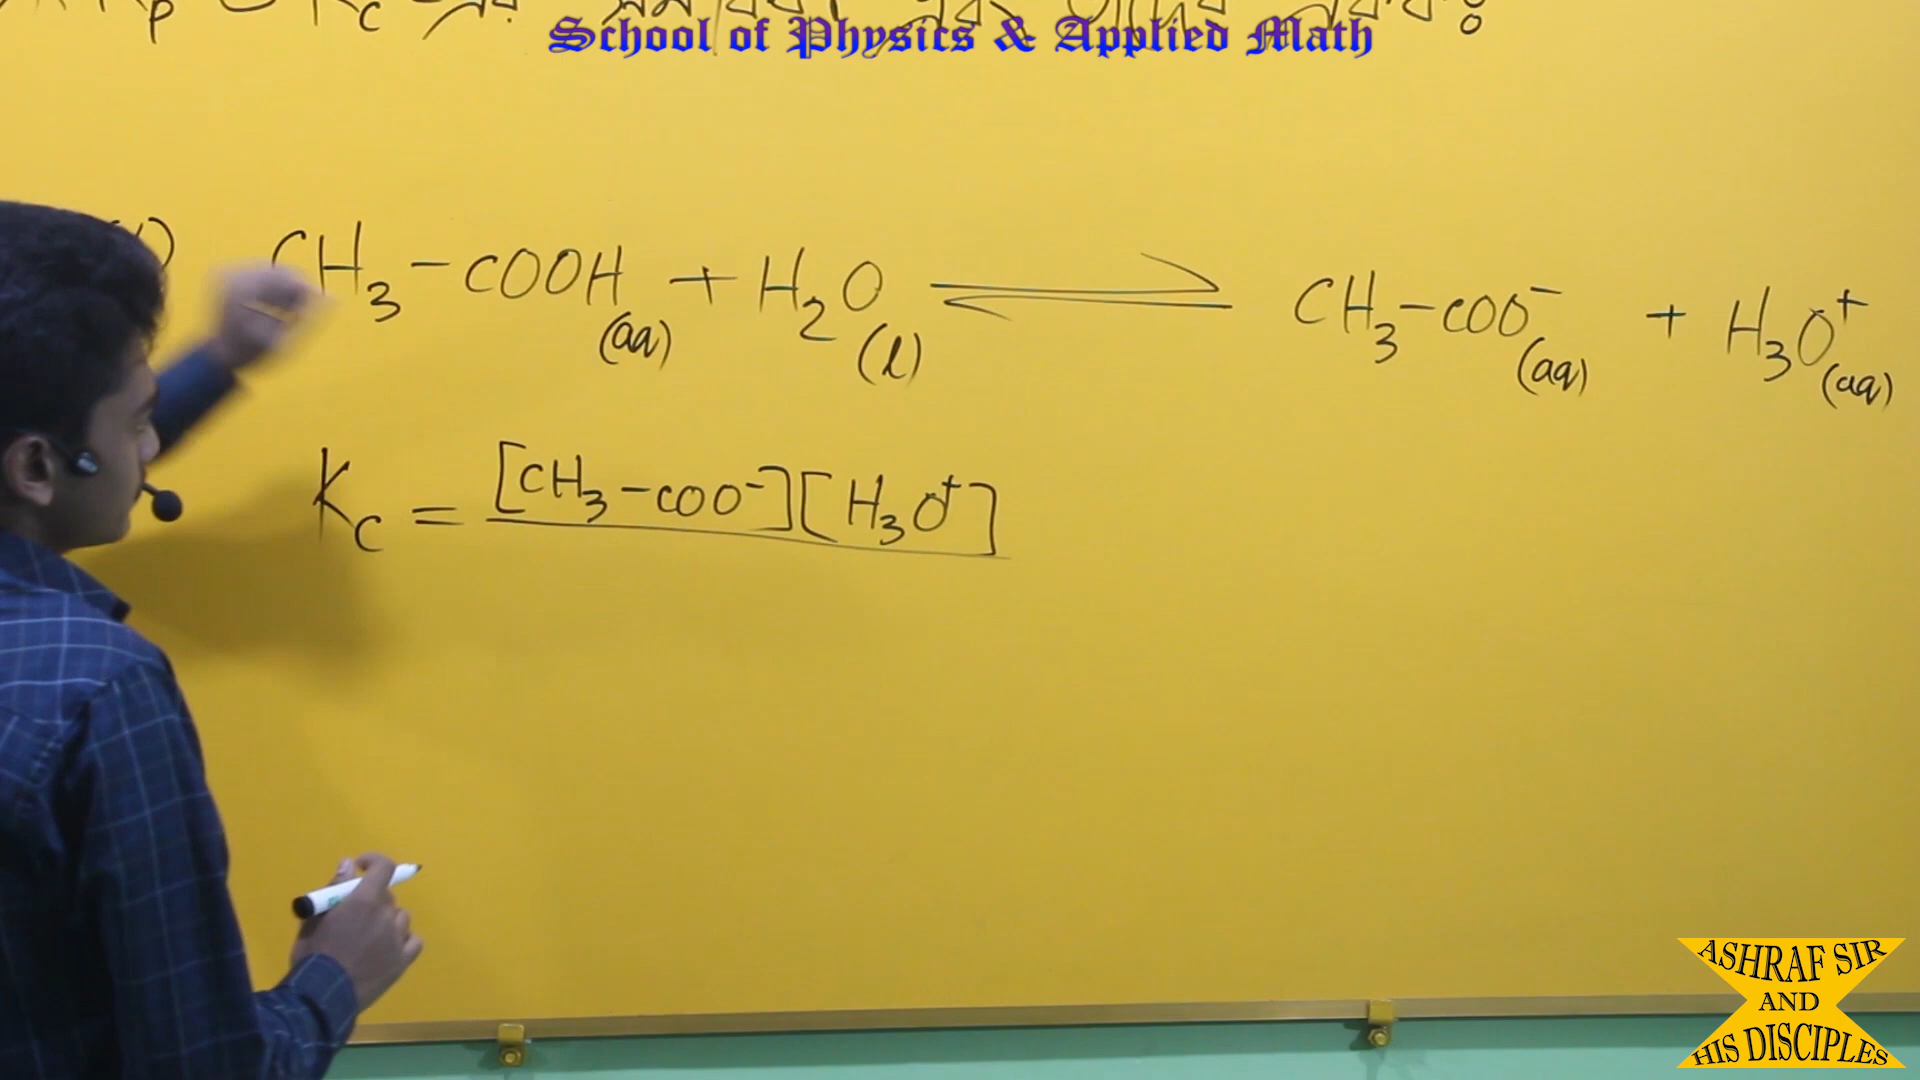 School of Physics & Applied Math
CH₃-COOH(aq) + H₂O(l) ⇌ CH₃-COO⁻(aq) + H₃O⁺(aq)
K_c = [CH₃-COO⁻][H₃O⁺]
ASHRAF SIR
AND
HIS DISCIPLES